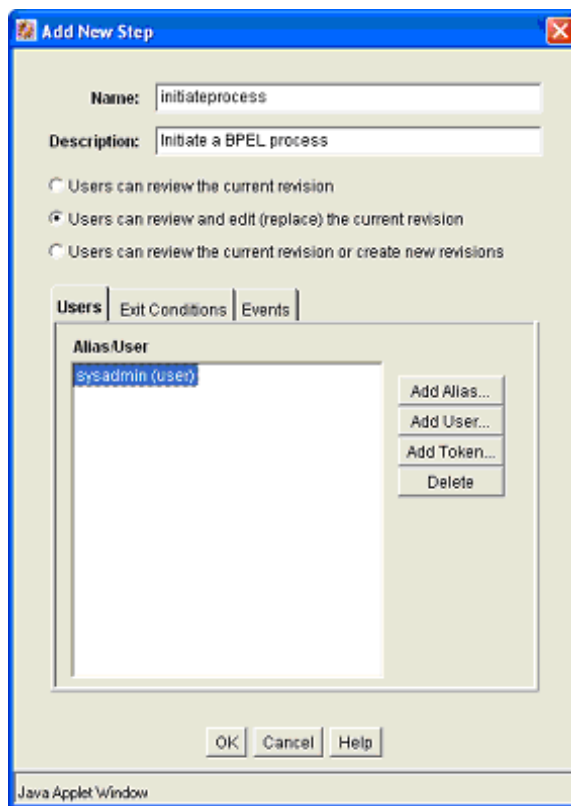 Add New Step
Name: initiateprocess
Description: Initiate a BPEL process
Users can review the current revision
Users can review and edit (replace) the current revision
Users can review the current revision or create new revisions
Users Exit Conditions Events
Alias/User
sysadmin (user)
Add Alias...
Add User...
Add Token...
Delete
OK Cancel Help
Java Applet Window